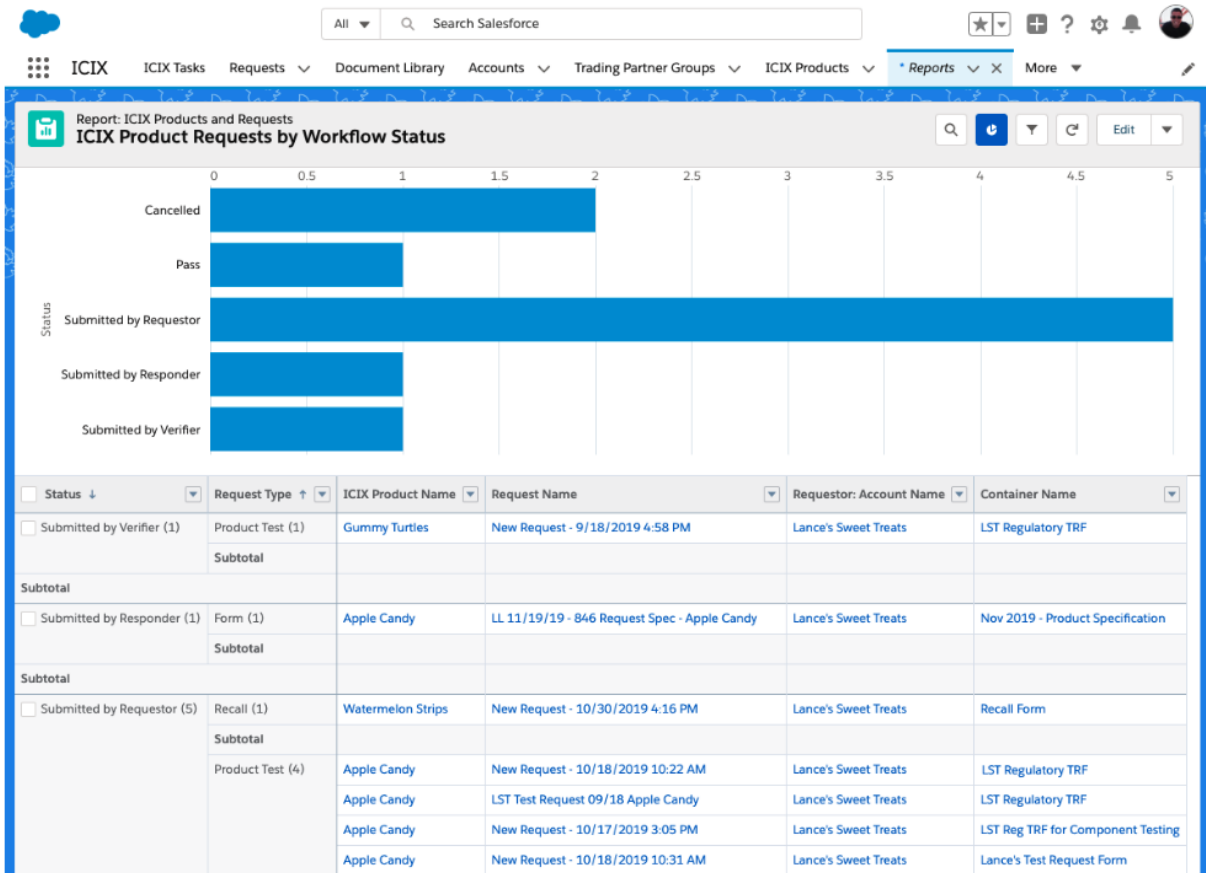 All Search Salesforce
ICIX ICIX Tasks Requests Document Library Accounts Trading Partner Groups ICIX Products * Reports More
Report: ICIX Products and Requests
ICIX Product Requests by Workflow Status
Edit
0 0.5 1 1.5 2 2.5 3 3.5 4 4.5 5
Status
Cancelled
Pass
Submitted by Requestor
Submitted by Responder
Submitted by Verifier
Status ↓ Request Type ↑ ICIX Product Name Request Name Requestor: Account Name Container Name
Submitted by Verifier (1) Product Test (1) Gummy Turtles New Request - 9/18/2019 4:58 PM Lance's Sweet Treats LST Regulatory TRF
Subtotal
Subtotal
Submitted by Responder (1) Form (1) Apple Candy LL 11/19/19 - 846 Request Spec - Apple Candy Lance's Sweet Treats Nov 2019 - Product Specification
Subtotal
Subtotal
Submitted by Requestor (5) Recall (1) Watermelon Strips New Request - 10/30/2019 4:16 PM Lance's Sweet Treats Recall Form
Subtotal
Product Test (4) Apple Candy New Request - 10/18/2019 10:22 AM Lance's Sweet Treats LST Regulatory TRF
Apple Candy LST Test Request 09/18 Apple Candy Lance's Sweet Treats LST Regulatory TRF
Apple Candy New Request - 10/17/2019 3:05 PM Lance's Sweet Treats LST Reg TRF for Component Testing
Apple Candy New Request - 10/18/2019 10:31 AM Lance's Sweet Treats Lance's Test Request Form